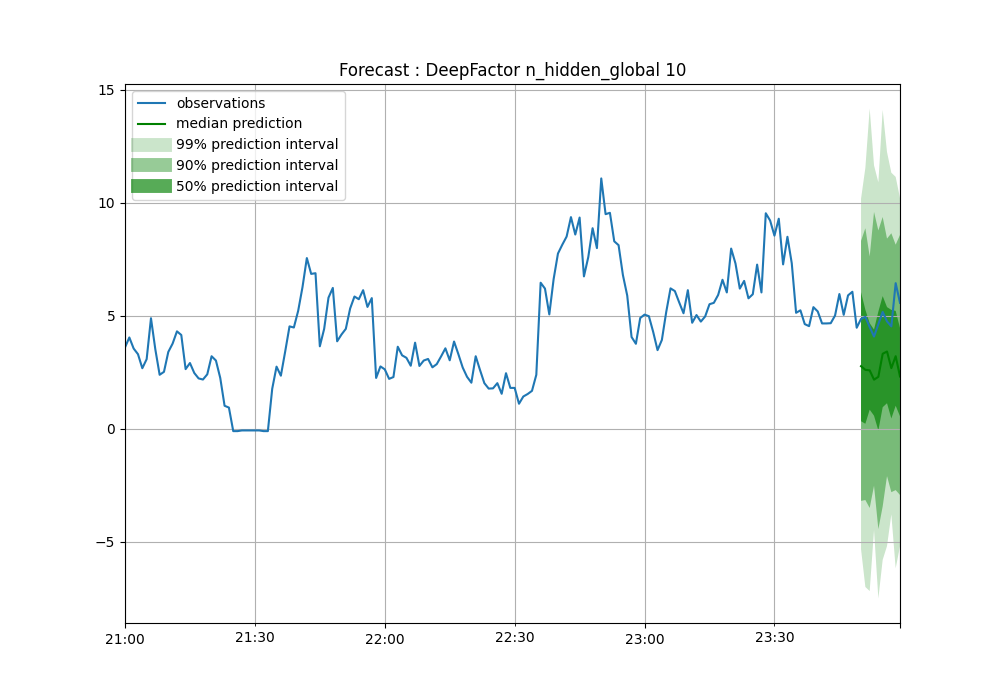 Forecast : DeepFactor n_hidden_global 10
15
10
5
0
−5
observations
median prediction
99% prediction interval
90% prediction interval
50% prediction interval
21:00
21:30
22:00
22:30
23:00
23:30